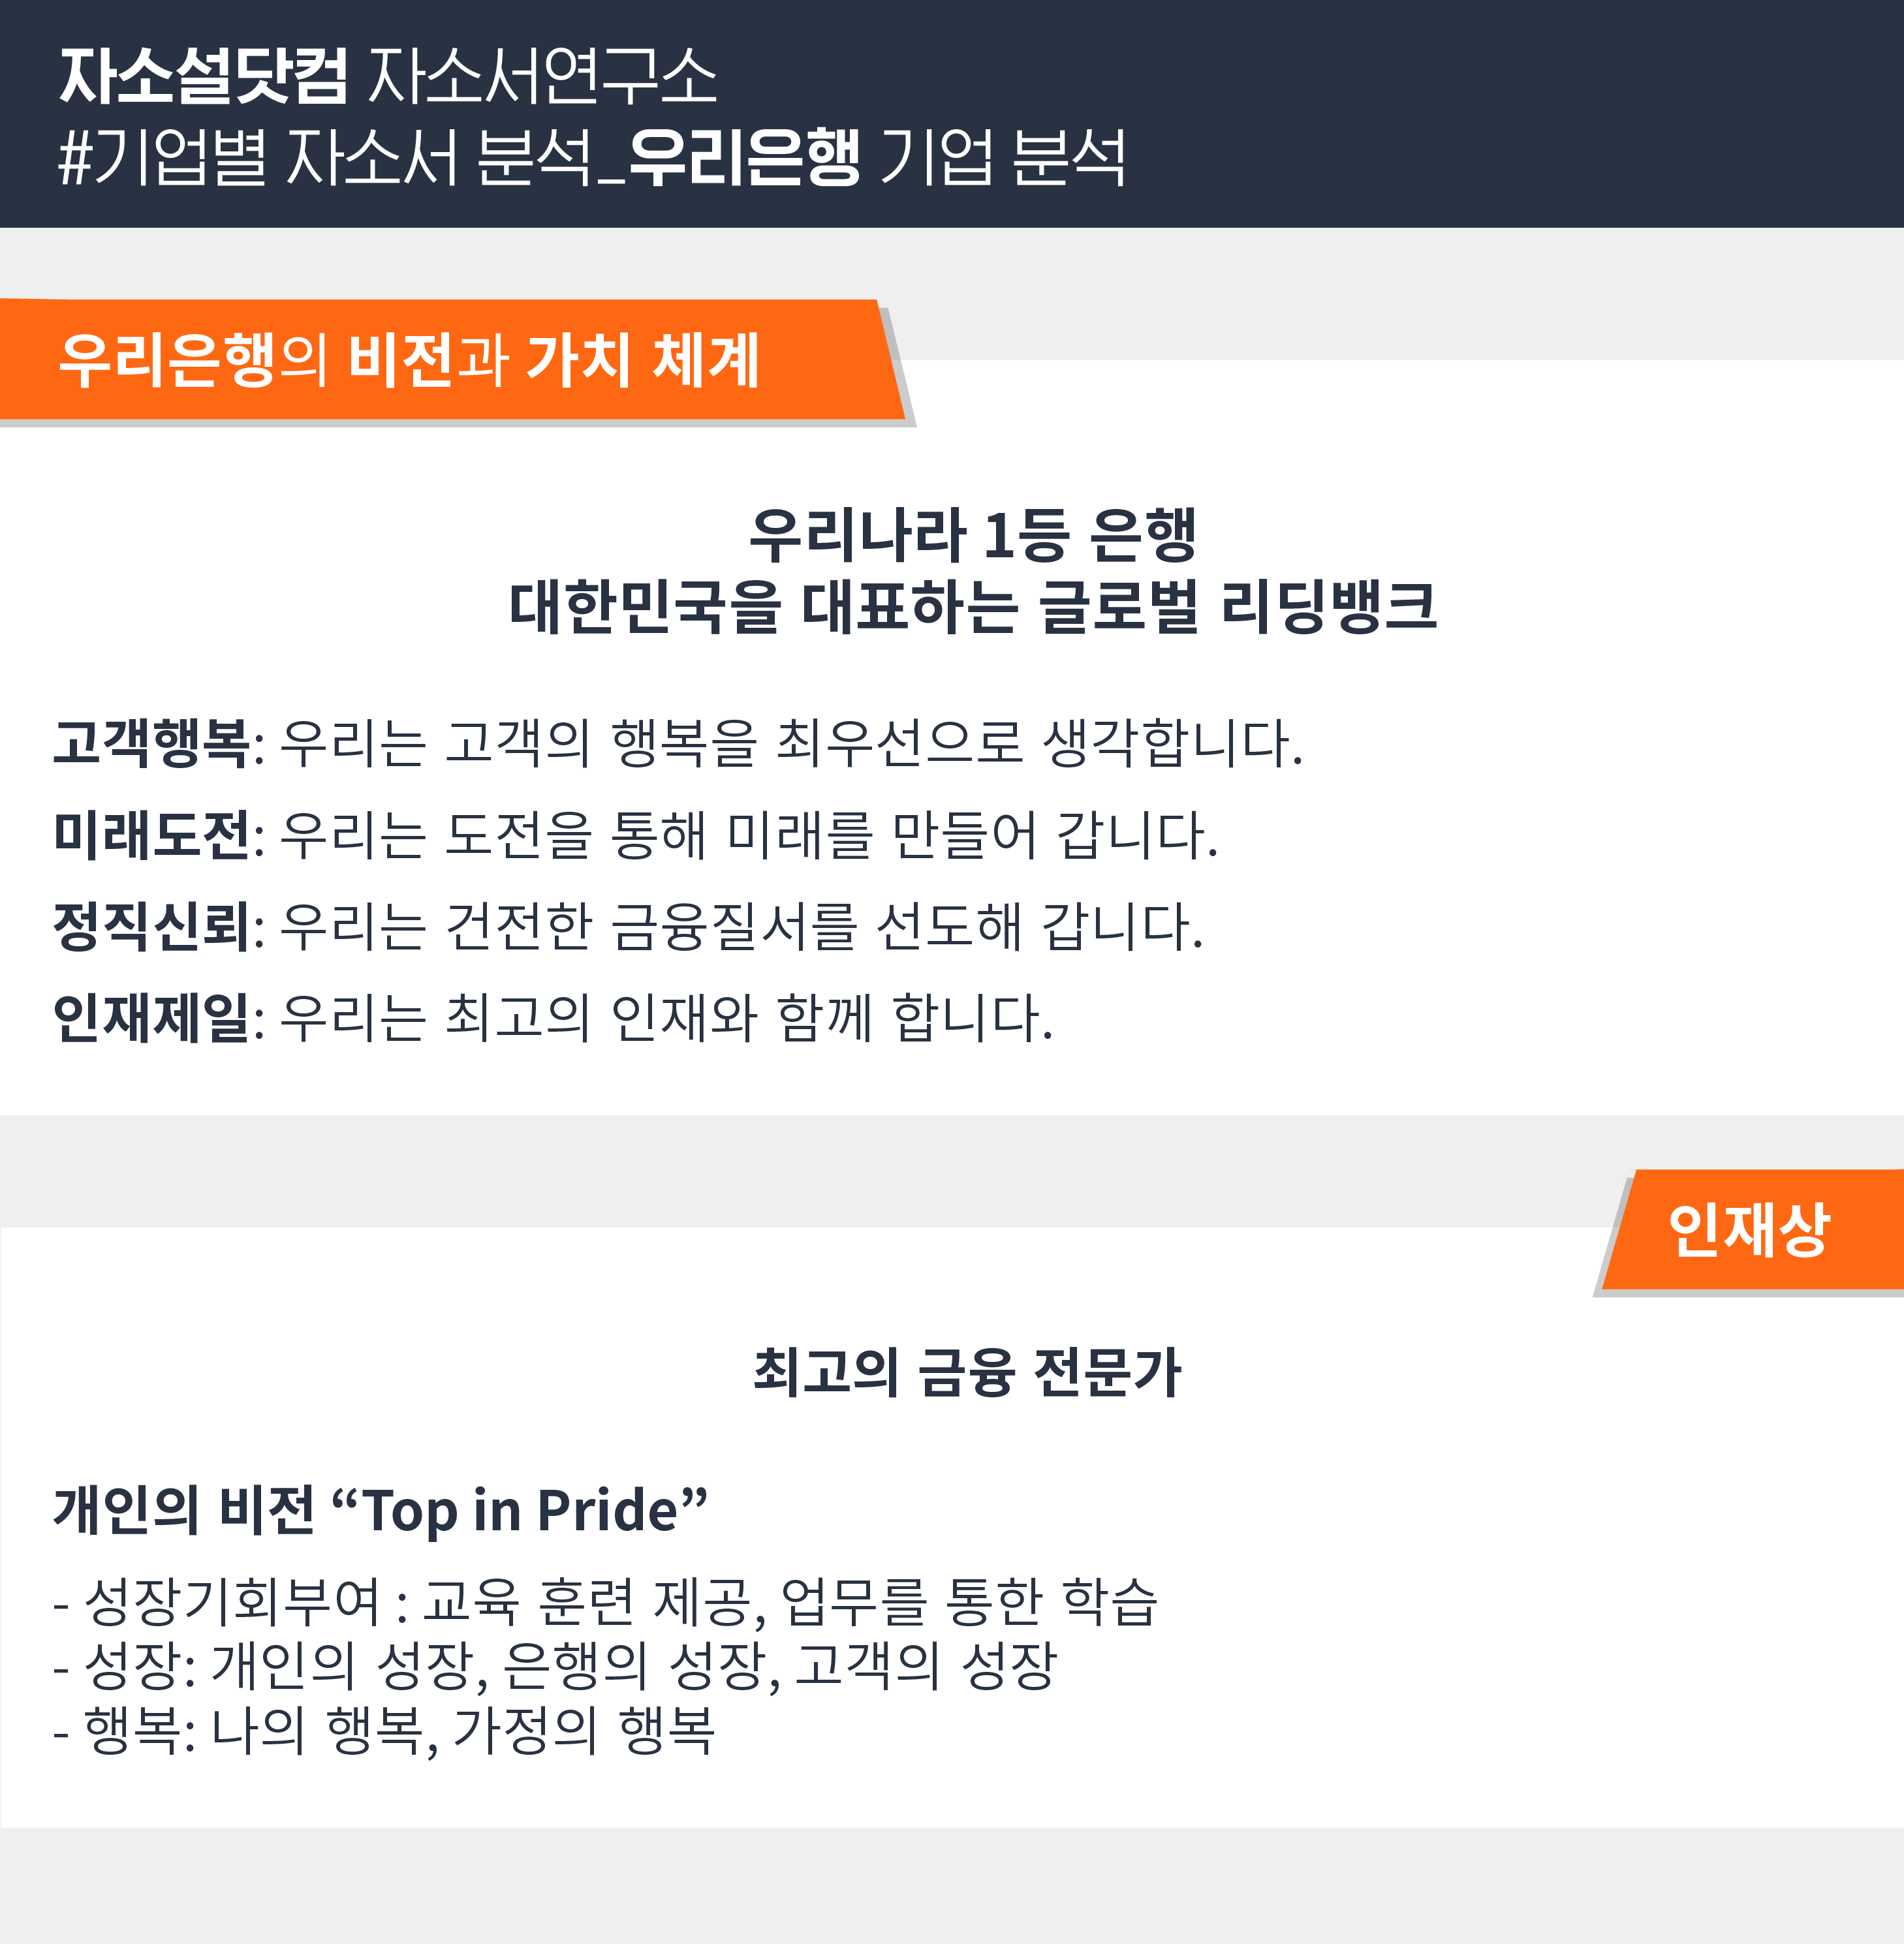 자소설닷컴 자소서연구소
#기업별 자소서 분석_우리은행 기업 분석
우리은행의 비전과 가치 체계
우리나라 1등 은행
대한민국을 대표하는 글로벌 리딩뱅크
고객행복: 우리는 고객의 행복을 최우선으로 생각합니다.
미래도전: 우리는 도전을 통해 미래를 만들어 갑니다.
정직신뢰: 우리는 건전한 금융질서를 선도해 갑니다.
인재제일: 우리는 최고의 인재와 함께 합니다.
인재상
최고의 금융 전문가
개인의 비전 “Top in Pride”
- 성장기회부여 : 교육 훈련 제공, 업무를 통한 학습
- 성장: 개인의 성장, 은행의 성장, 고객의 성장
- 행복: 나의 행복, 가정의 행복